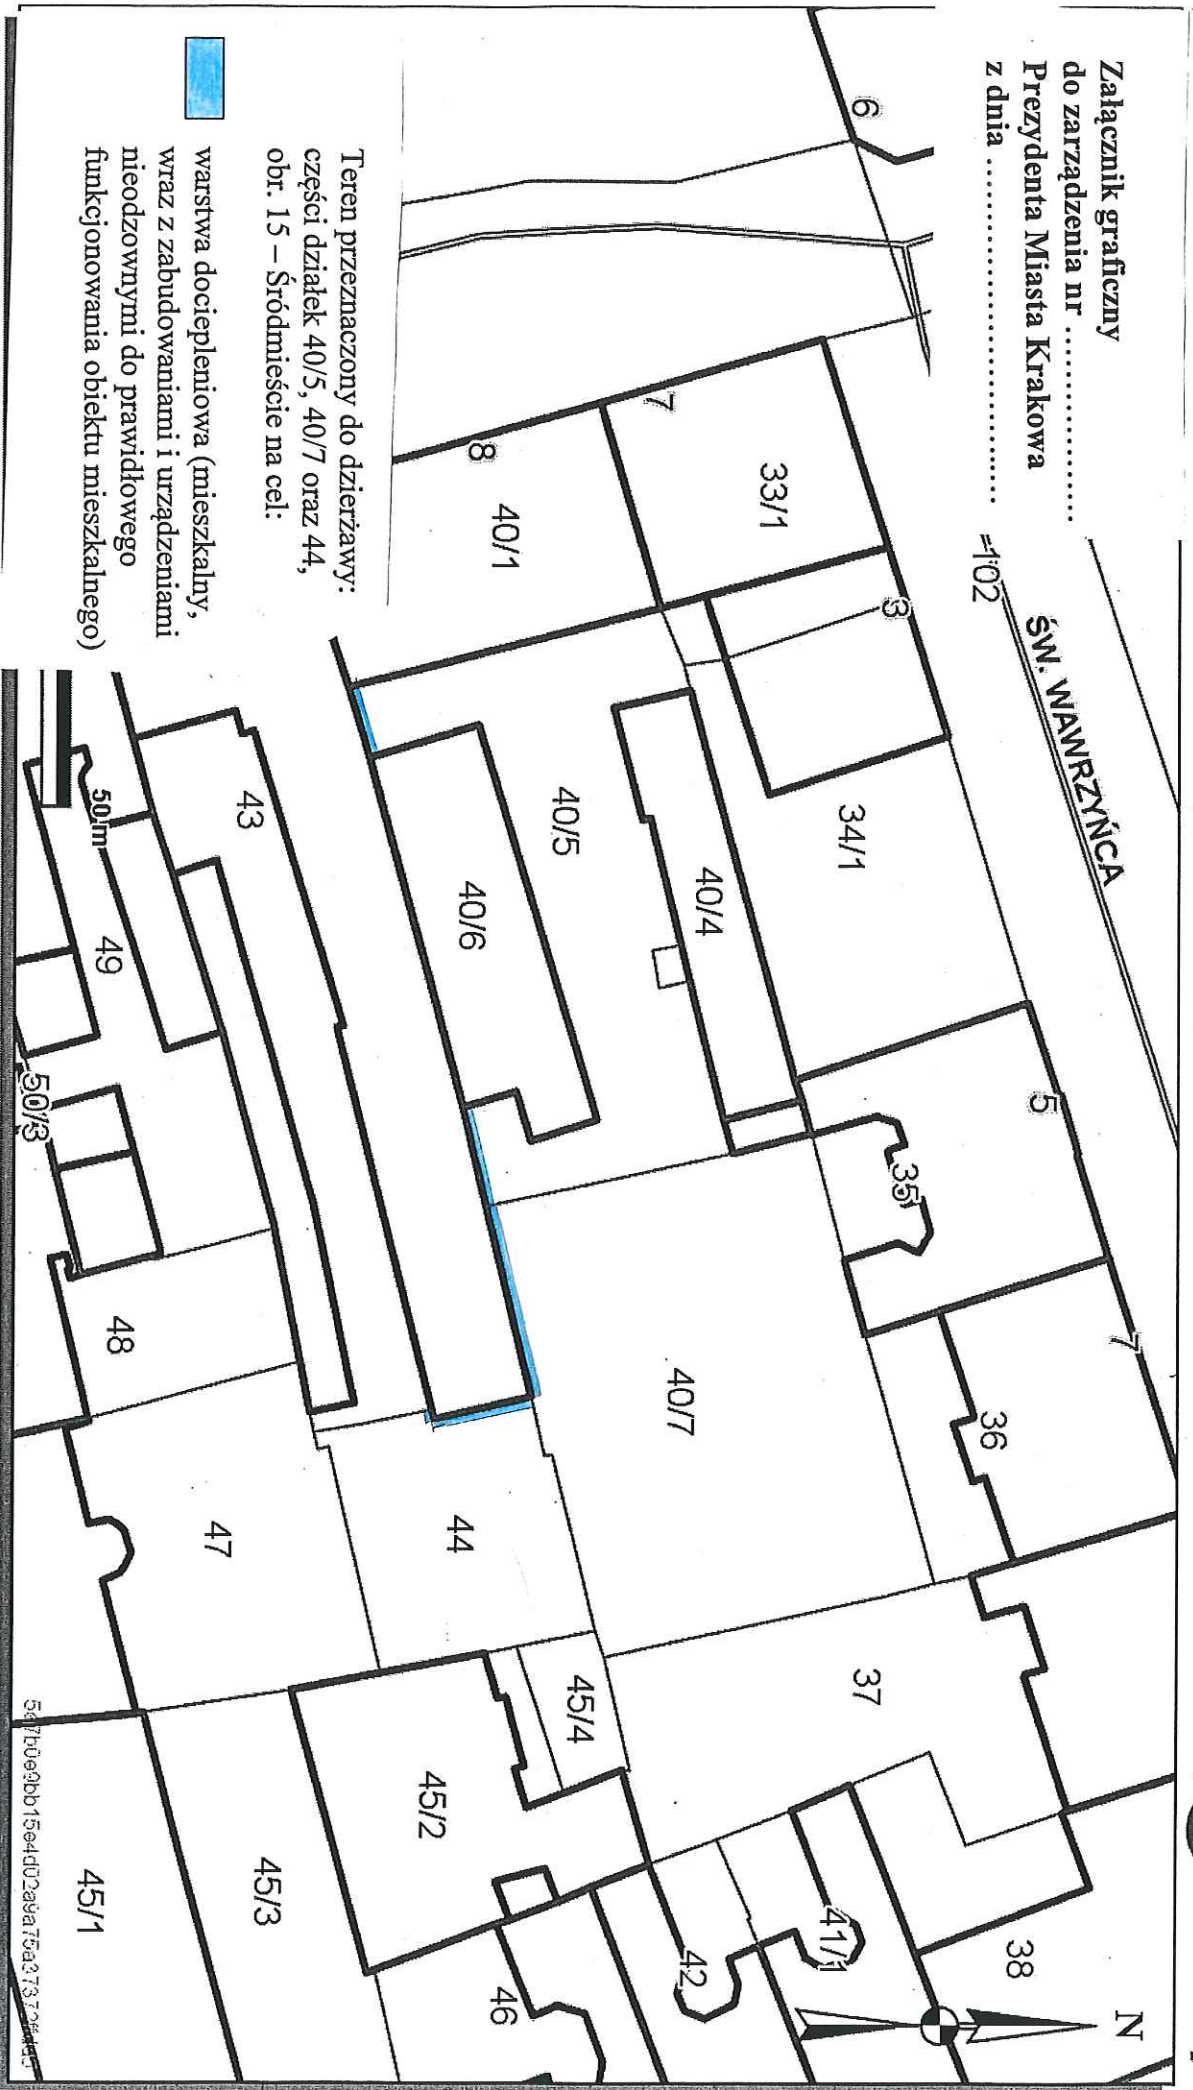 Załącznik graficzny
do zarządzenia nr ....................
Prezydenta Miasta Krakowa
z dnia ....................................
N
=102
ŚW. WAWRZYŃCA
6
7
8
33/1
3
34/1
5
35
7
36
38
40/1
40/5
40/4
40/6
40/7
37
41/1
42
43
44
45/4
45/2
46
49
48
47
45/3
45/1
50/3
50 m
Teren przeznaczony do dzierżawy:
części działek 40/5, 40/7 oraz 44,
obr. 15 – Śródmieście na cel:
warstwa dociepleniowa (mieszkalny,
wraz z zabudowaniami i urządzeniami
nieodzownymi do prawidłowego
funkcjonowania obiektu mieszkalnego)